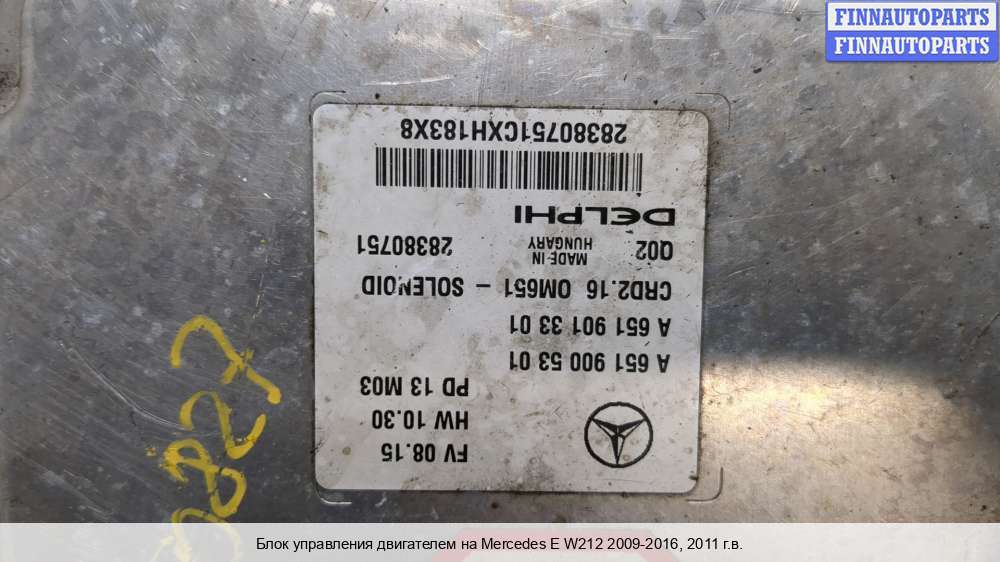 FINNAUTOPARTS
FINNAUTOPARTS
FV 08.15
HW 10.30
PD 13 M03
A 651 900 53 01
A 651 901 33 01
CRD2.16 OM651 - SOLENOID
Q02 MADE IN HUNGARY 28380751
DELPHI
28380751CXH183X8
Блок управления двигателем на Mercedes E W212 2009-2016, 2011 г.в.